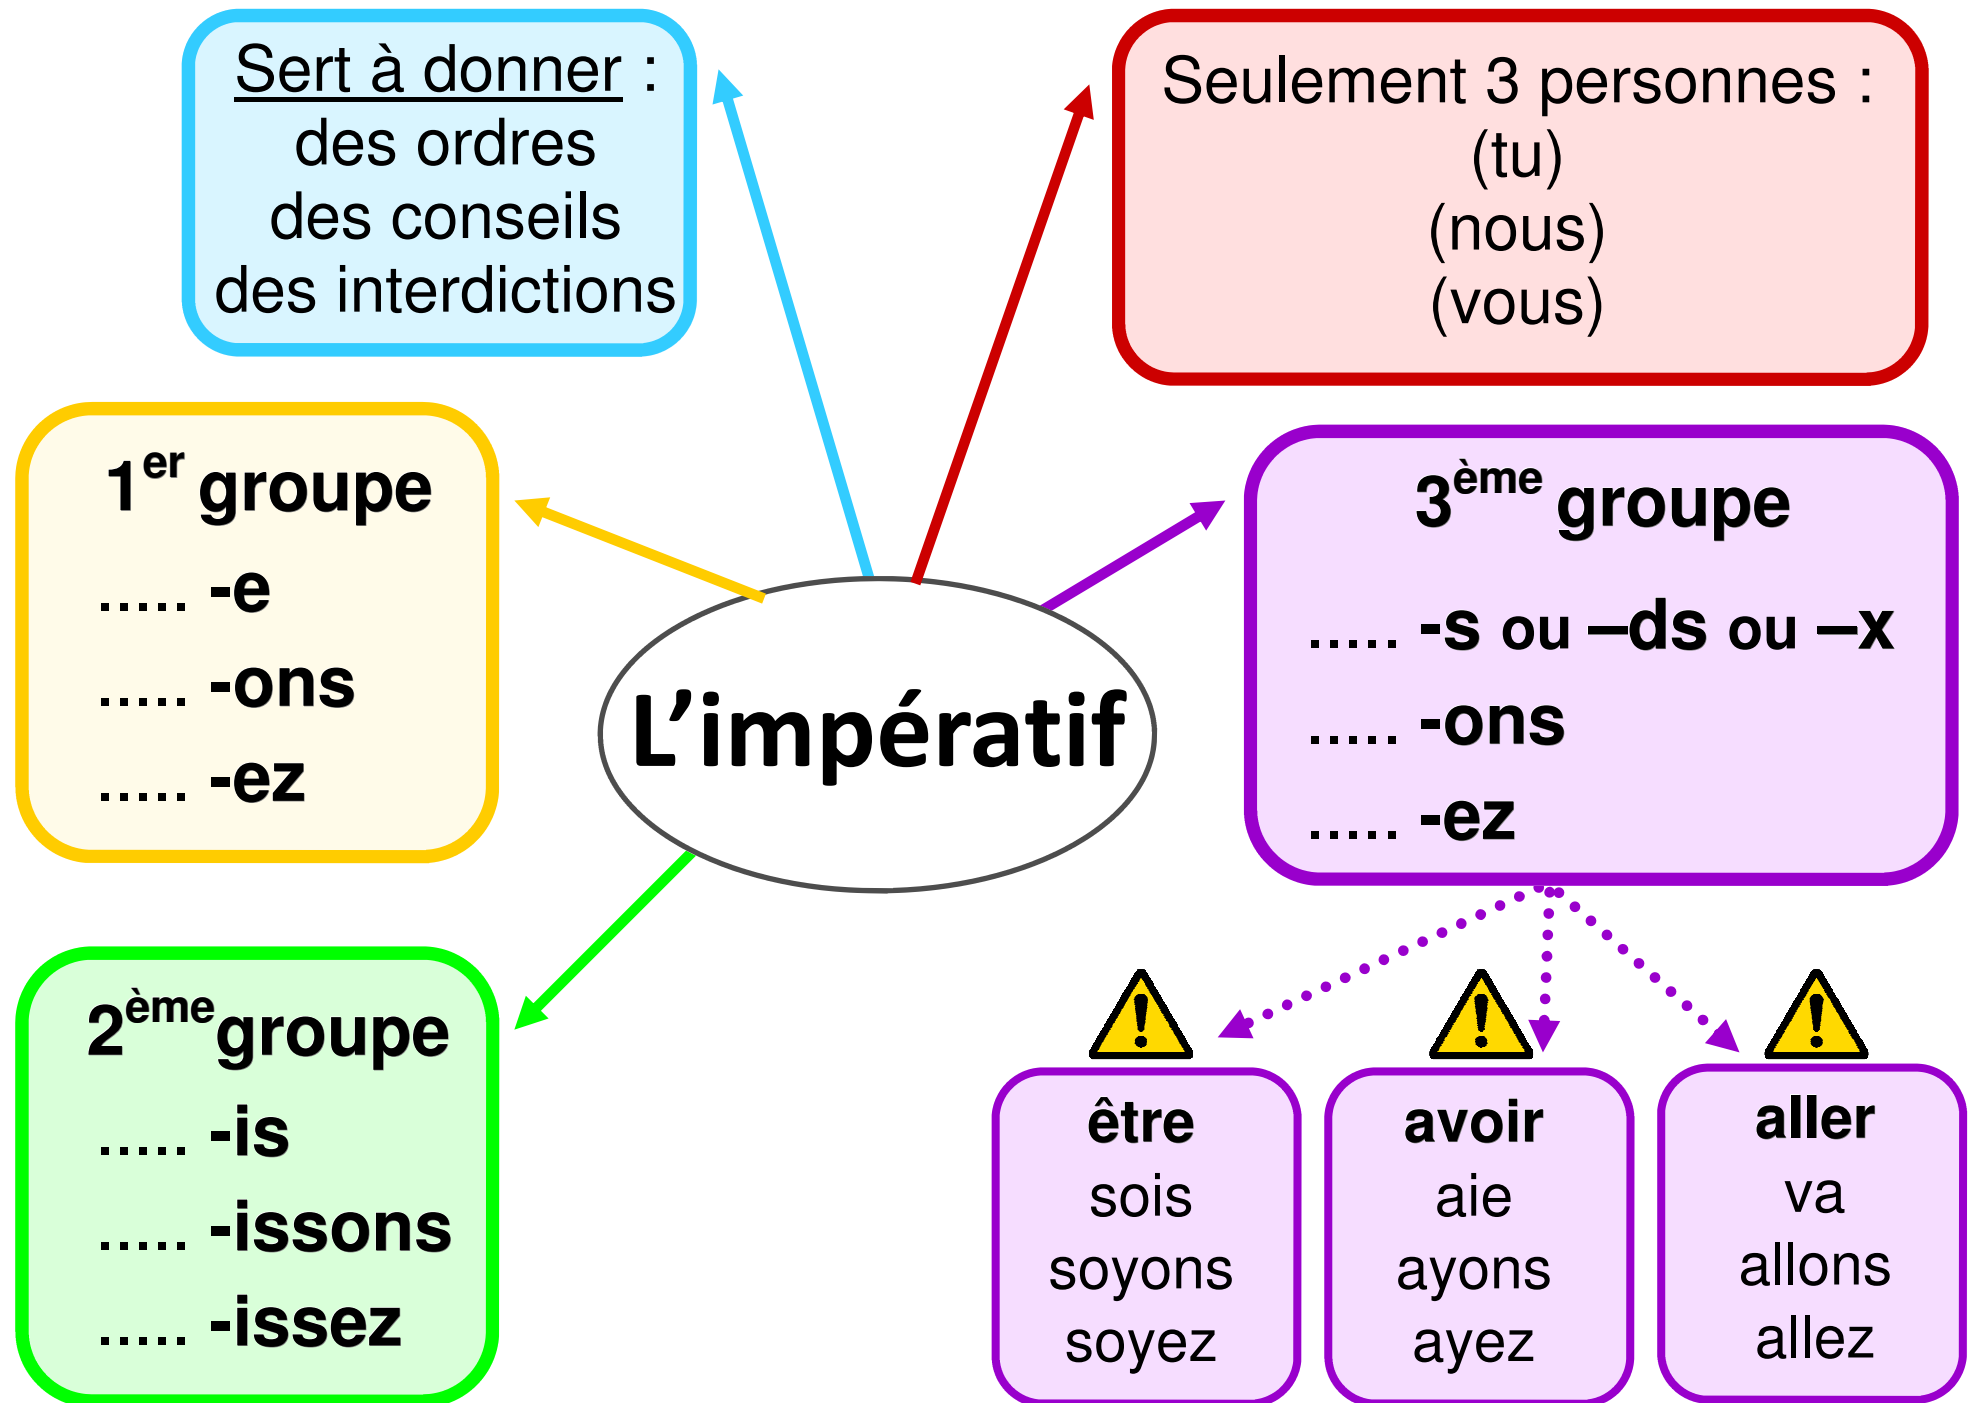 Sert à donner :
des ordres
des conseils
des interdictions
Seulement 3 personnes :
(tu)
(nous)
(vous)
1er groupe
..... -e
..... -ons
..... -ez
3ème groupe
..... -s ou –ds ou –x
..... -ons
..... -ez
L’impératif
2ème groupe
..... -is
..... -issons
..... -issez
être
sois
soyons
soyez
avoir
aie
ayons
ayez
aller
va
allons
allez